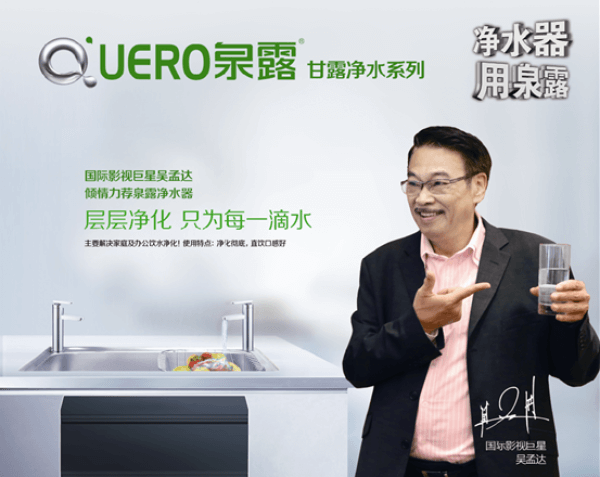 QUERO泉露® 甘露净水系列
净水器
用泉露
国际影视巨星吴孟达
倾情力荐泉露净水器
层层净化 只为每一滴水
主要解决家庭及办公饮水净化！使用特点：净化彻底，直饮口感好
国际影视巨星
吴孟达